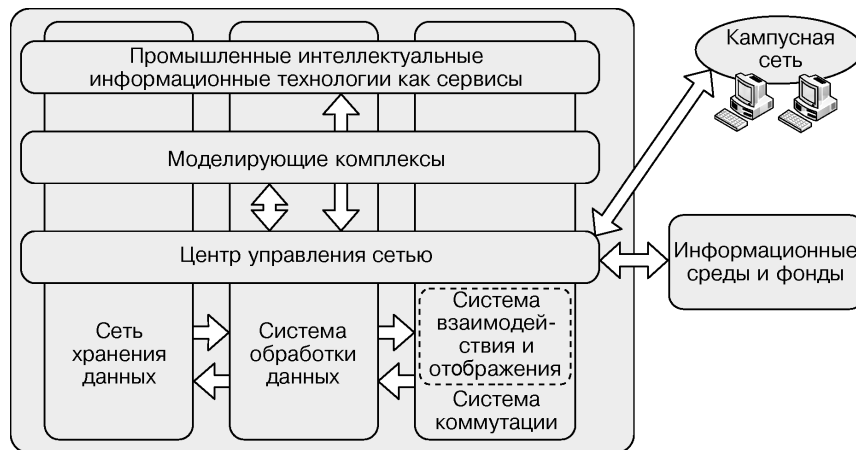 Промышленные интеллектуальные
информационные технологии как сервисы
Кампусная
сеть
Моделирующие комплексы
Центр управления сетью
Информационные
среды и фонды
Сеть
хранения
данных
Система
обработки
данных
Система
взаимодей-
ствия и
отображения
Система
коммутации